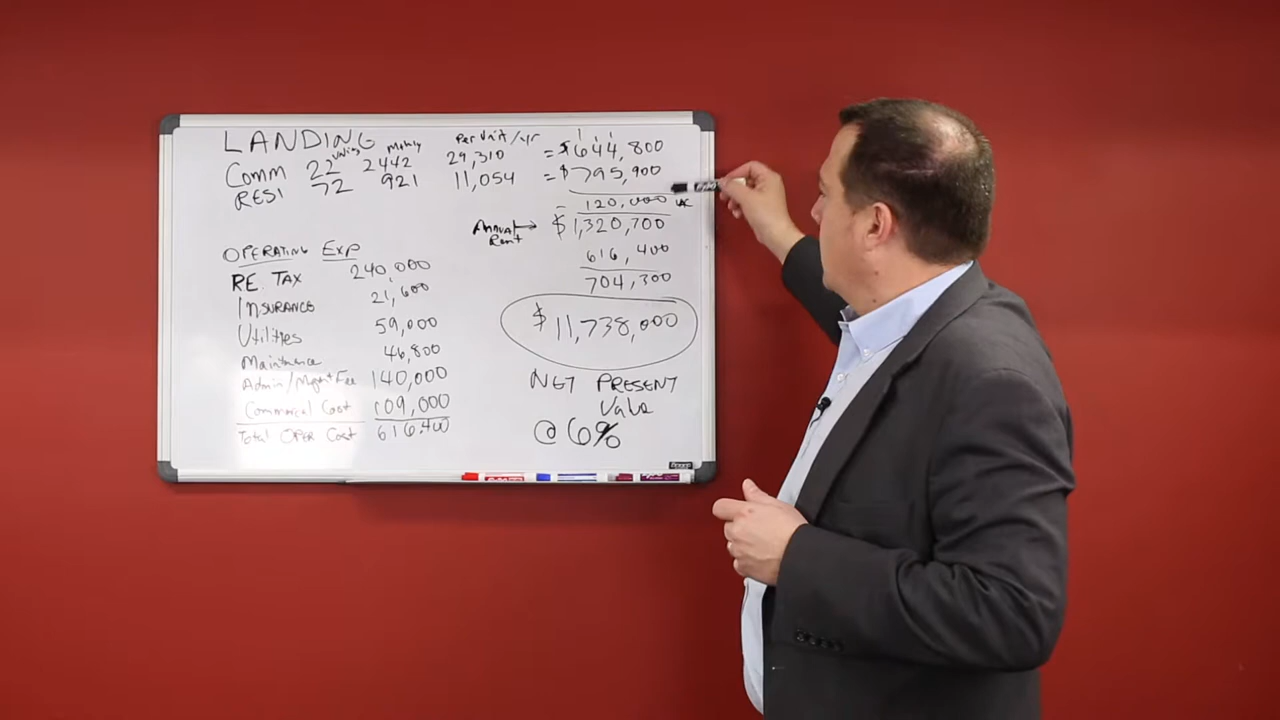 LANDING
Units Monthly Per Unit/yr
Comm 22 2442 29,310 = $644,800
RESI 72 921 11,054 = $795,900
- 120,000 VAC
Annual Rent → $1,320,700
616,400
704,300
OPERATING EXP
RE. TAX 240,000
INSURANCE 21,600
Utilities 59,000
Maintnance 46,800
Admin/Mgmt Fee 140,000
Commercial Cost 109,000
Total OPER Cost 616,400
$11,738,000
NET PRESENT
Value
@ 6%